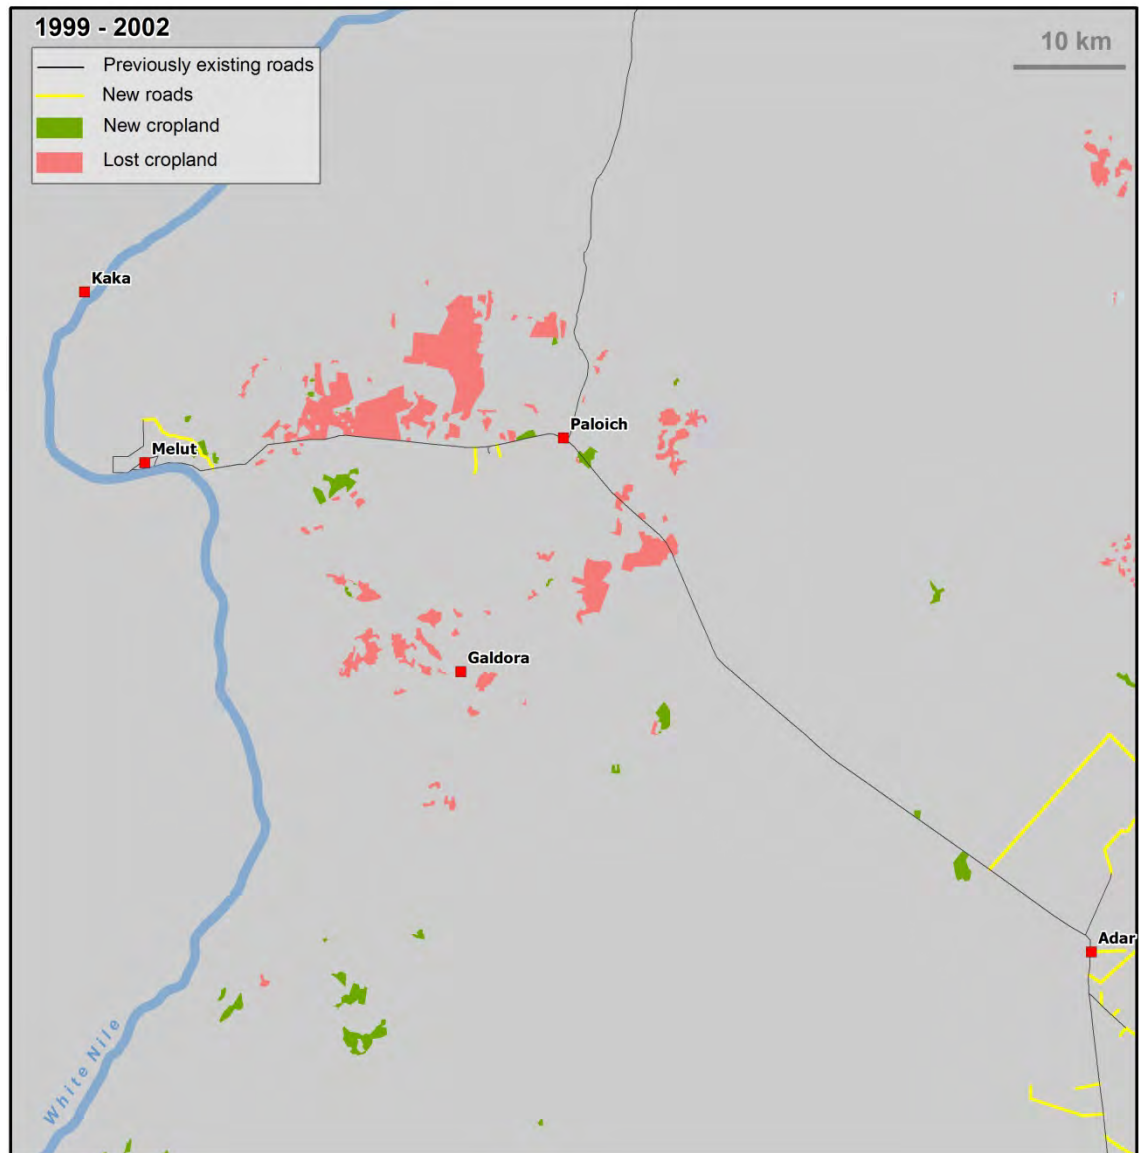 1999 - 2002
10 km
Previously existing roads
New roads
New cropland
Lost cropland
Kaka
Paloich
Melut
Galdora
Adar
White Nile